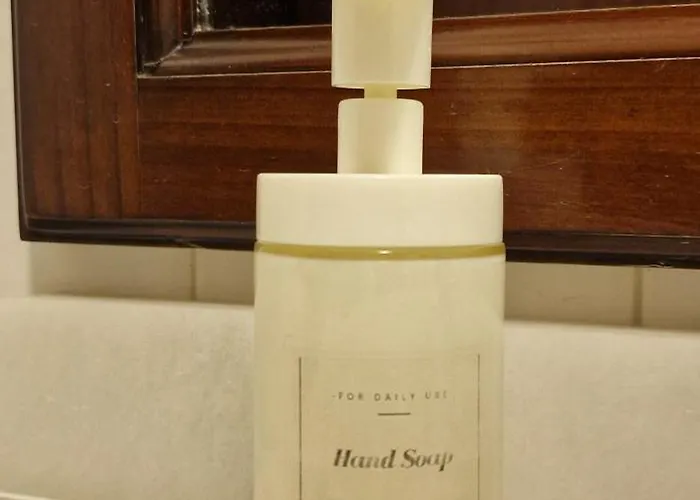 -FOR DAILY USE
Hand Soap